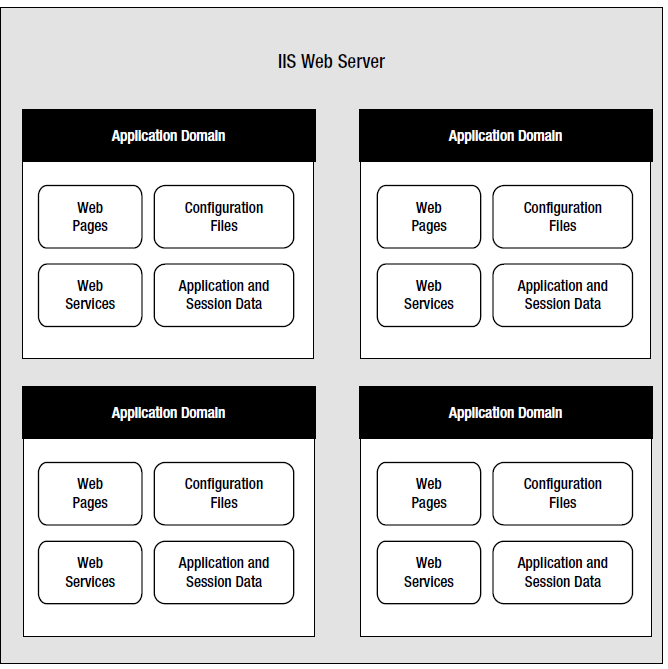 IIS Web Server
Application Domain
Web
Pages
Configuration
Files
Web
Services
Application and
Session Data
Application Domain
Web
Pages
Configuration
Files
Web
Services
Application and
Session Data
Application Domain
Web
Pages
Configuration
Files
Web
Services
Application and
Session Data
Application Domain
Web
Pages
Configuration
Files
Web
Services
Application and
Session Data